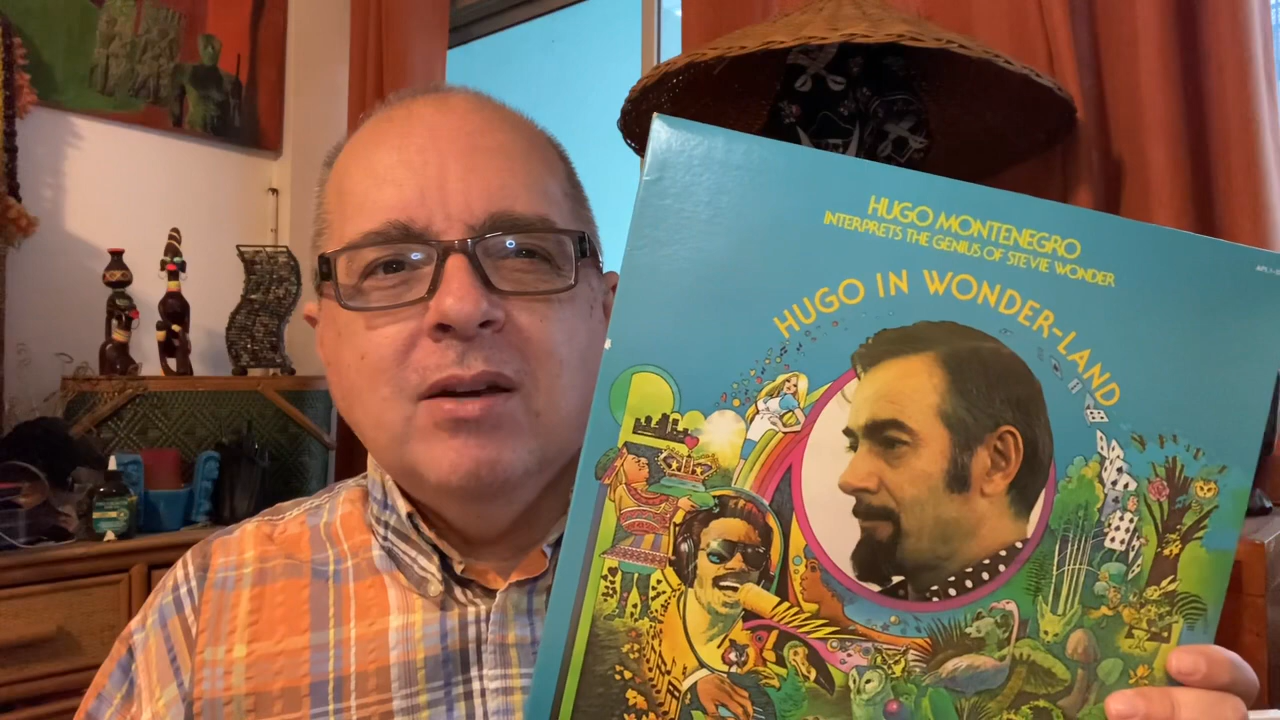 HUGO MONTENEGRO
INTERPRETS THE GENIUS OF STEVIE WONDER
HUGO IN WONDER-LAND